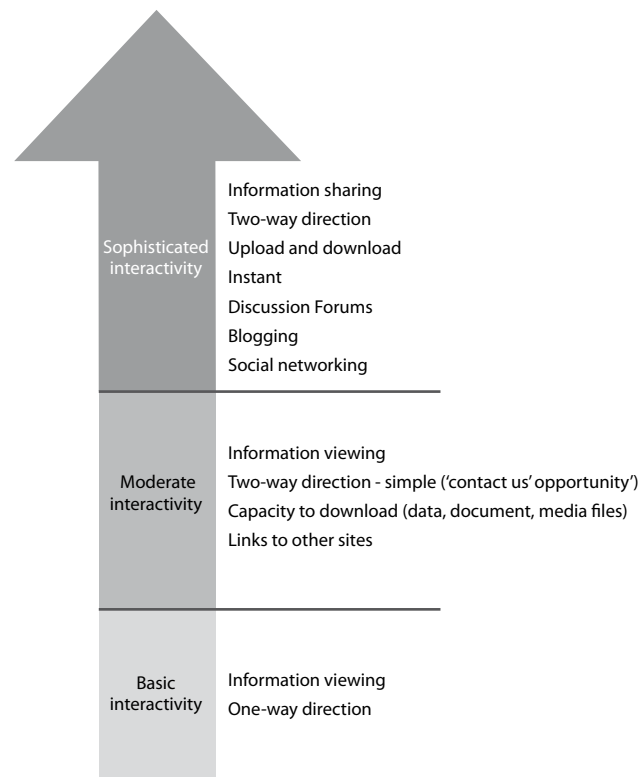 Sophisticated
interactivity
Information sharing
Two-way direction
Upload and download
Instant
Discussion Forums
Blogging
Social networking
Moderate
interactivity
Information viewing
Two-way direction - simple (‘contact us’ opportunity’)
Capacity to download (data, document, media files)
Links to other sites
Basic
interactivity
Information viewing
One-way direction